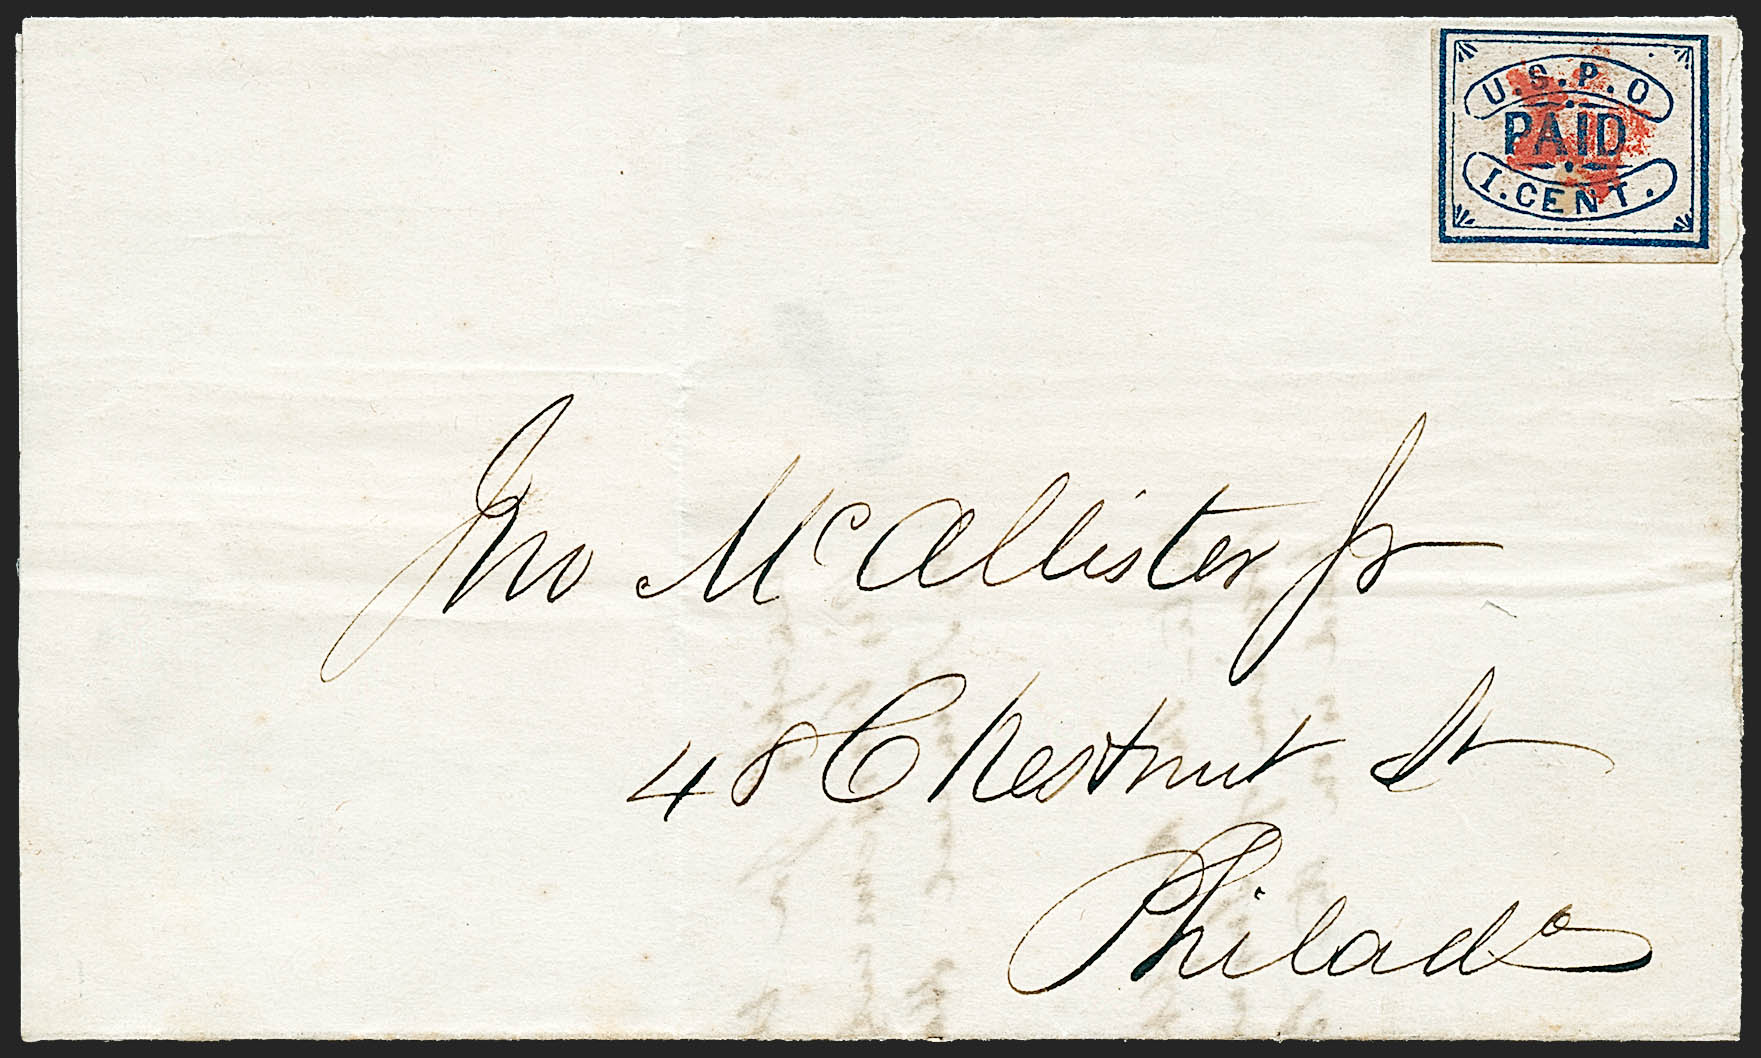 U.S.P.O
PAID
1.CENT.
Jno McAllister Jr
48 Chestnut St
Philada